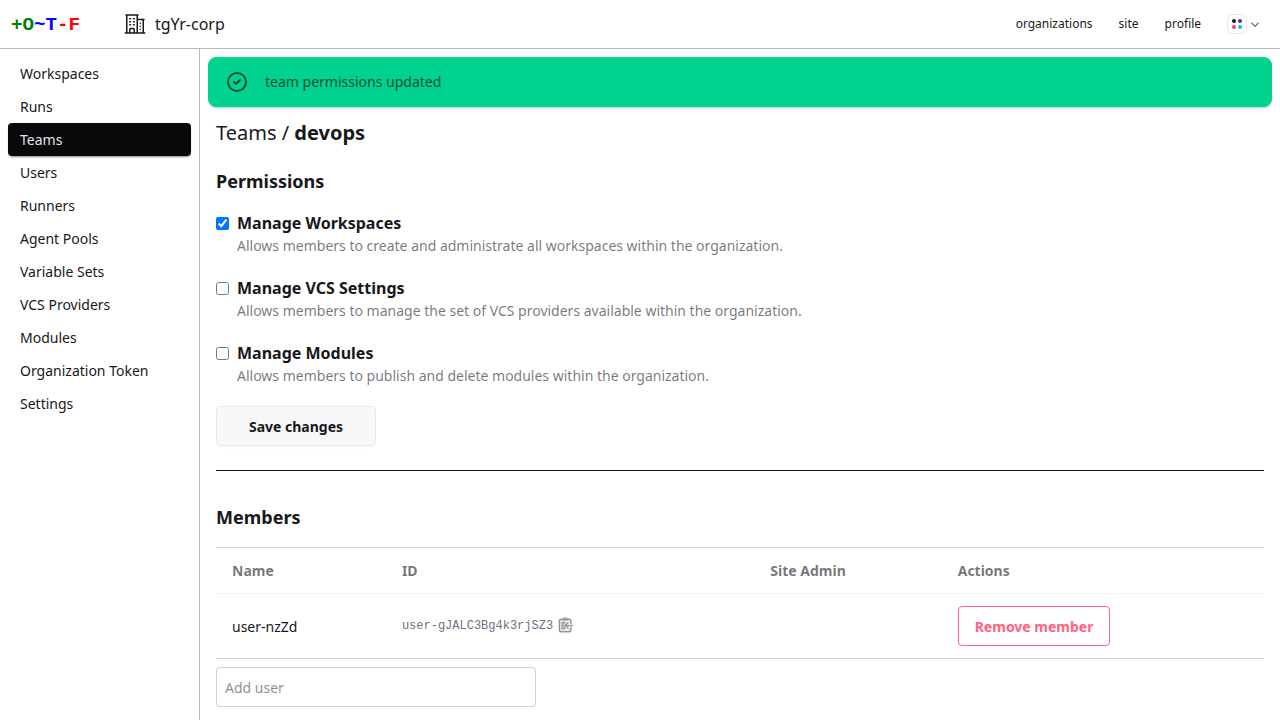 +O~T-F
tgYr-corp
organizations
site
profile
Workspaces
Runs
Teams
Users
Runners
Agent Pools
Variable Sets
VCS Providers
Modules
Organization Token
Settings
team permissions updated
Teams / devops
Permissions
Manage Workspaces
Allows members to create and administrate all workspaces within the organization.
Manage VCS Settings
Allows members to manage the set of VCS providers available within the organization.
Manage Modules
Allows members to publish and delete modules within the organization.
Save changes
Members
Name ID Site Admin Actions
user-nzZd user-gJALC3Bg4k3rjSZ3 Remove member
Add user